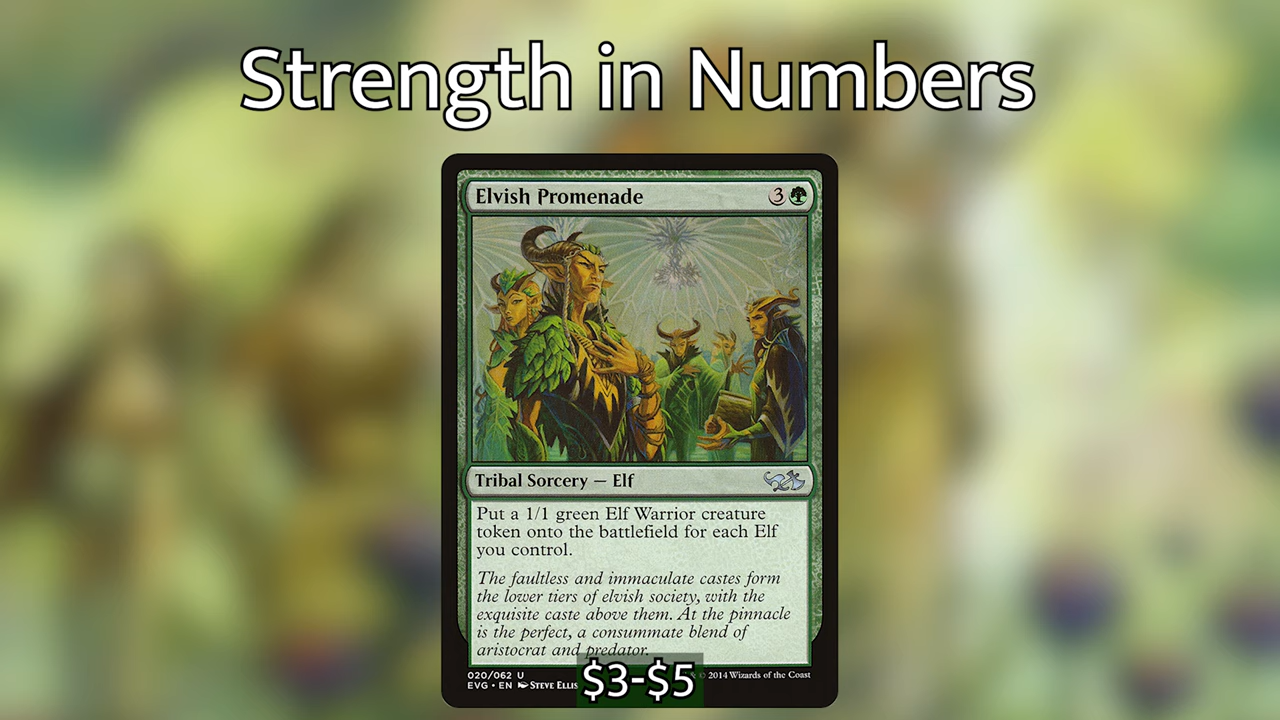 Strength in Numbers
Elvish Promenade
3
Tribal Sorcery — Elf
Put a 1/1 green Elf Warrior creature
token onto the battlefield for each Elf
you control.
The faultless and immaculate castes form
the lower tiers of elvish society, with the
exquisite caste above them. At the pinnacle
is the perfect, a consummate blend of
aristocrat and predator.
020/062 U
EVG • EN STEVE ELLIS
© 2014 Wizards of the Coast
$3-$5